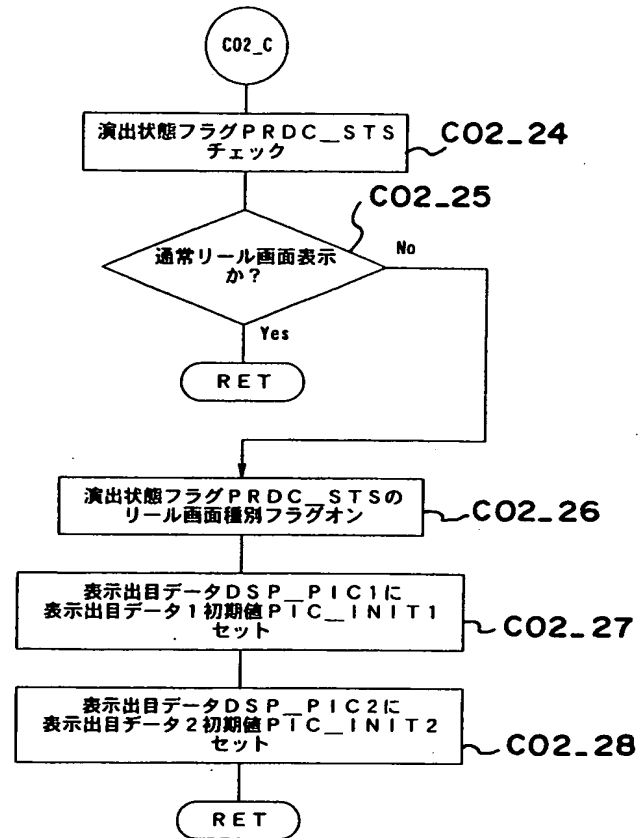 C02_C
演出状態フラグPRDC__STS
チェック
C02_24
C02_25
通常リール画面表示
か?
No
Yes
RET
演出状態フラグPRDC__STSの
リール画面種別フラグオン
C02_26
表示出目データDSP__PIC1に
表示出目データ1初期値PIC__INIT1
セット
C02_27
表示出目データDSP__PIC2に
表示出目データ2初期値PIC__INIT2
セット
C02_28
RET